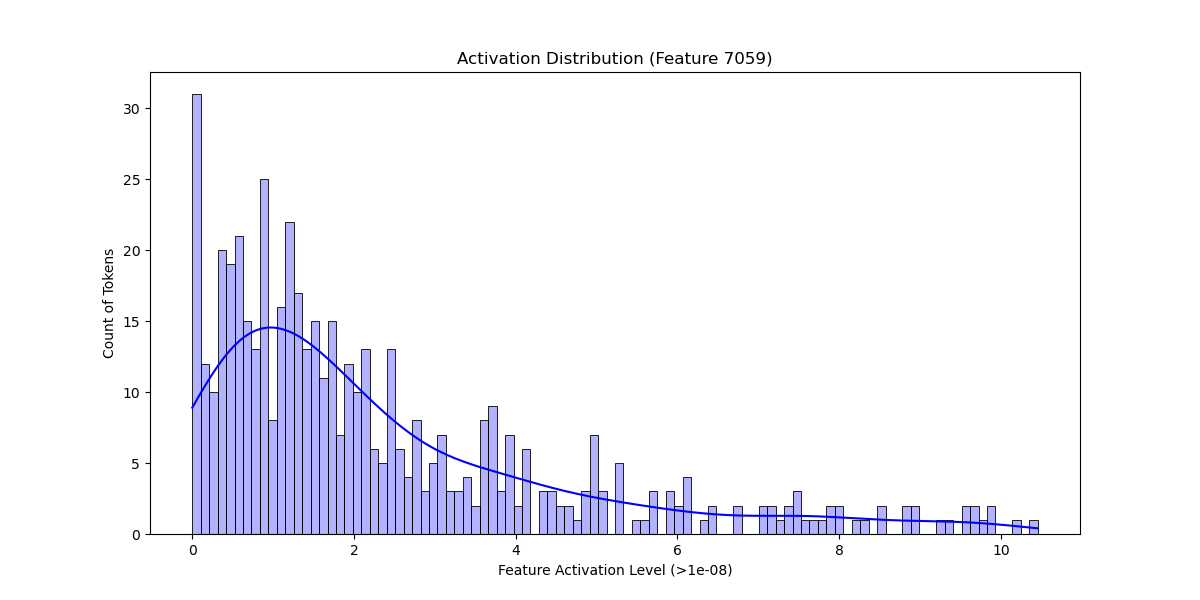 Activation Distribution (Feature 7059)
30
25
20
15
10
5
0
Count of Tokens
0 2 4 6 8 10
Feature Activation Level (>1e-08)